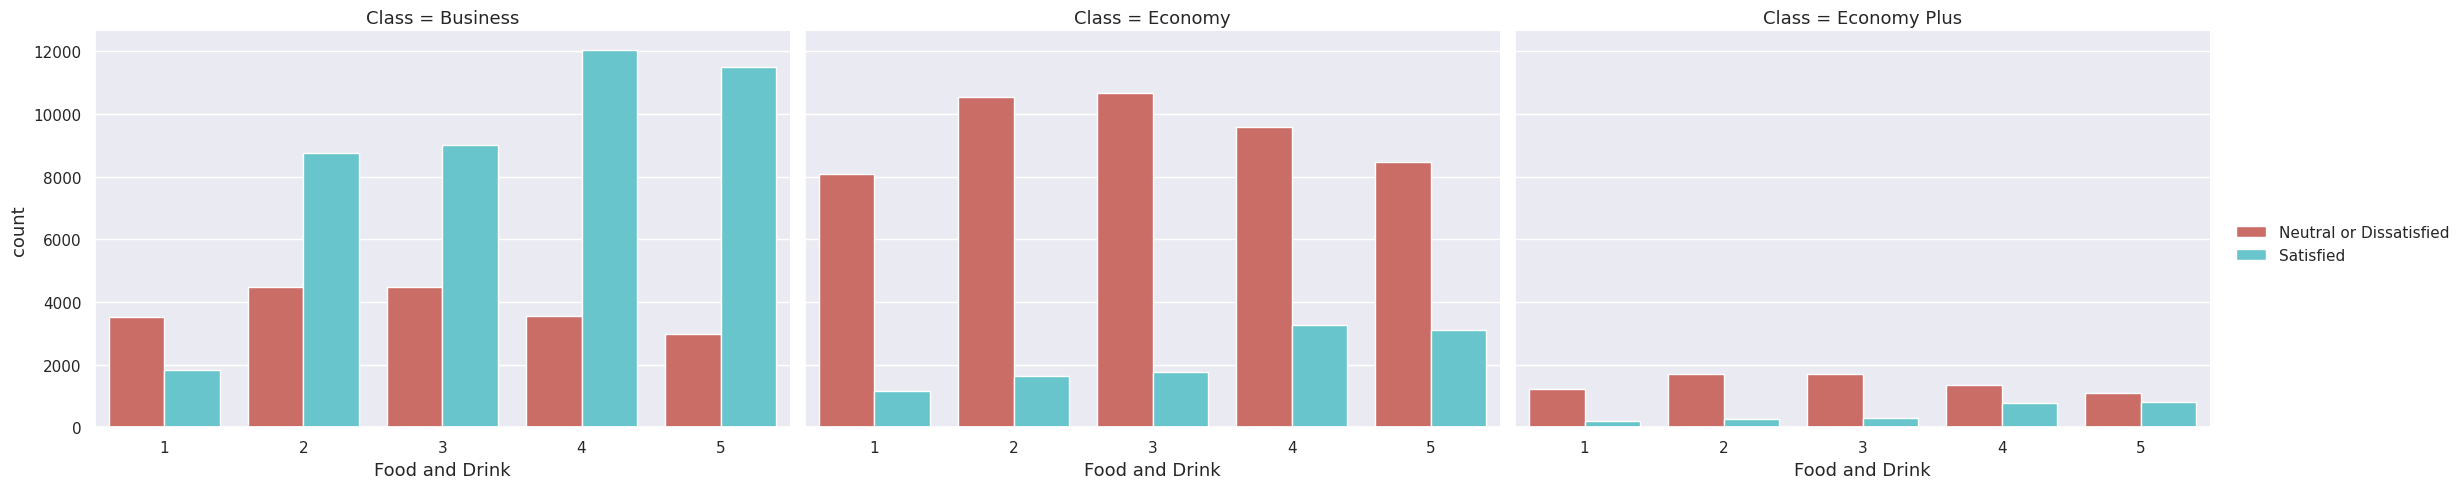 Class = Business
Class = Economy
Class = Economy Plus
count
12000
10000
8000
6000
4000
2000
0
1 2 3 4 5
Food and Drink
1 2 3 4 5
Food and Drink
1 2 3 4 5
Food and Drink
Neutral or Dissatisfied
Satisfied